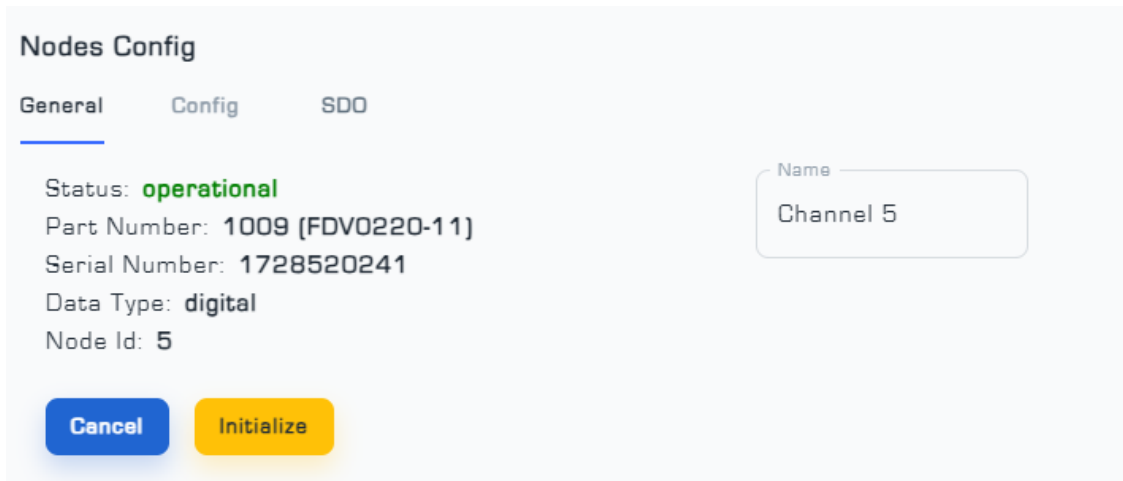 Nodes Config
General Config SDO
Status: operational
Part Number: 1009 (FDV0220-11)
Serial Number: 1728520241
Data Type: digital
Node Id: 5
Name
Channel 5
Cancel Initialize